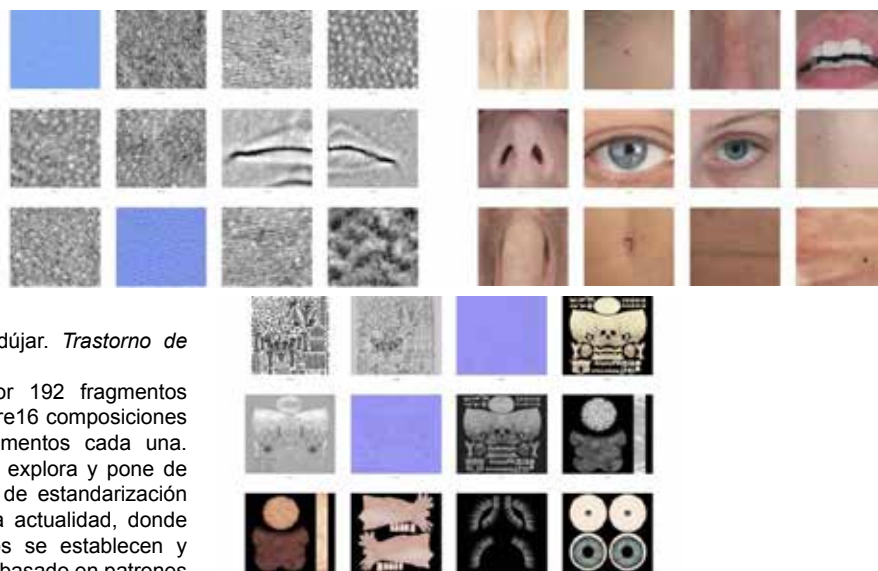 dújar. Trastorno de
or 192 fragmentos
re16 composiciones
mentos cada una.
explora y pone de
de estandarización
a actualidad, donde
os se establecen y
basado en patrones